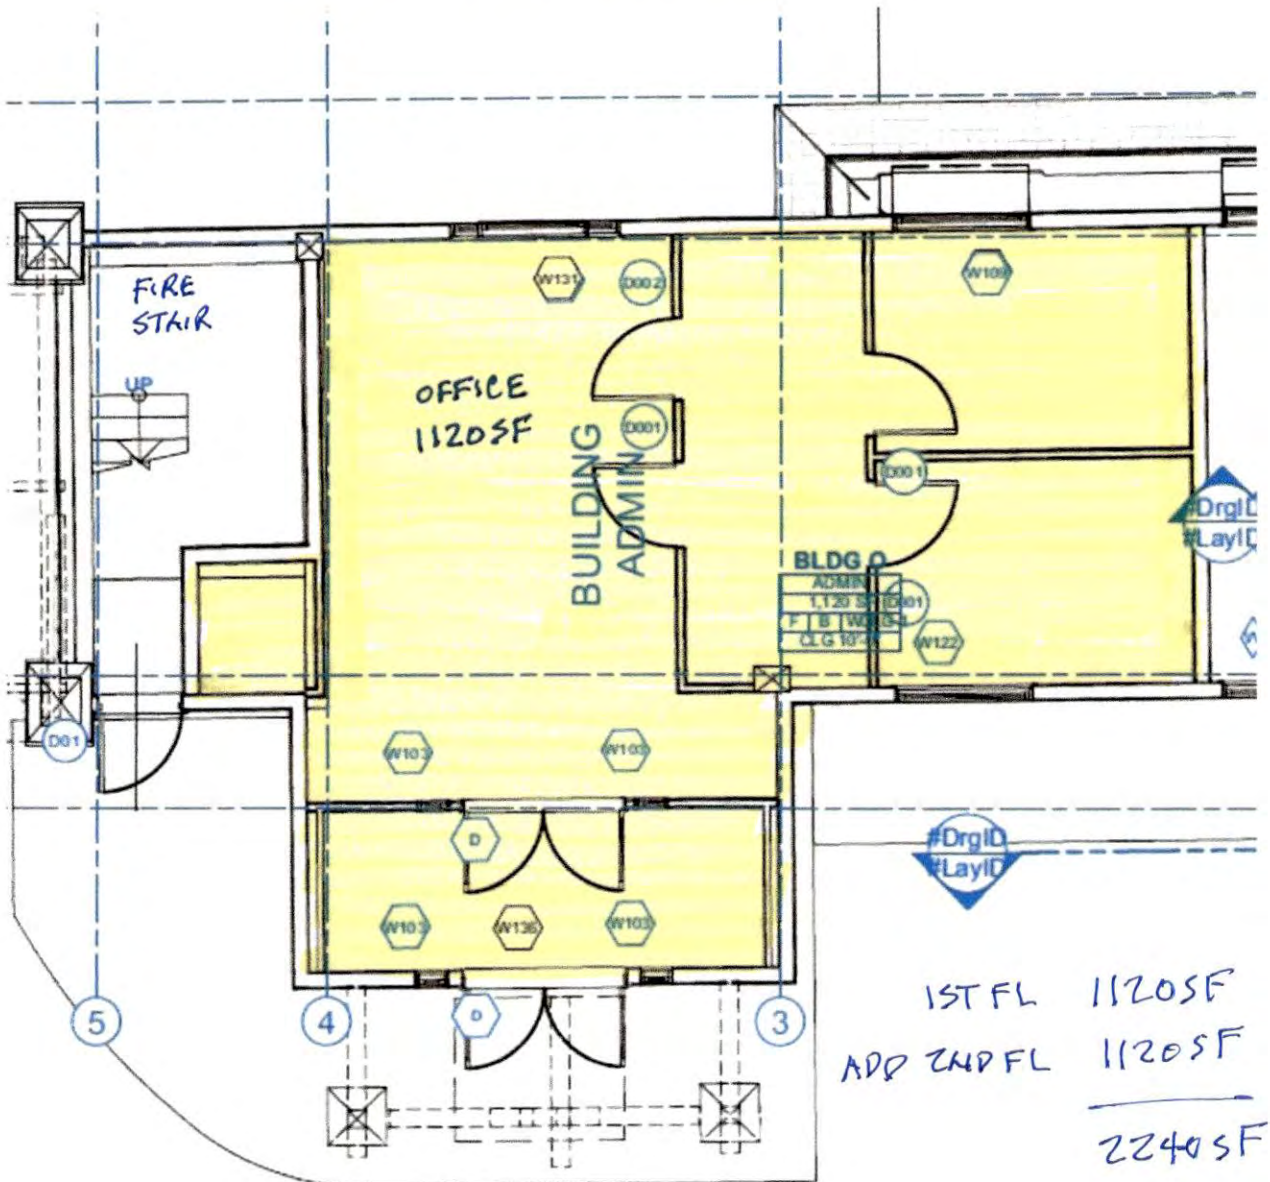 FIRE
STAIR
UP
W131
D002
W109
OFFICE
1120SF
D001
BUILDING
ADMIN
D001
#DrgID
#LayID
BLDG O
ADMIN
1,120 S
D001
F B
CLG 10'-
W122
D01
W103
W103
D
#DrgID
#LayID
W103
W136
W103
5
4
D
3
1ST FL 1120SF
ADD 2ND FL 1120SF
2240SF